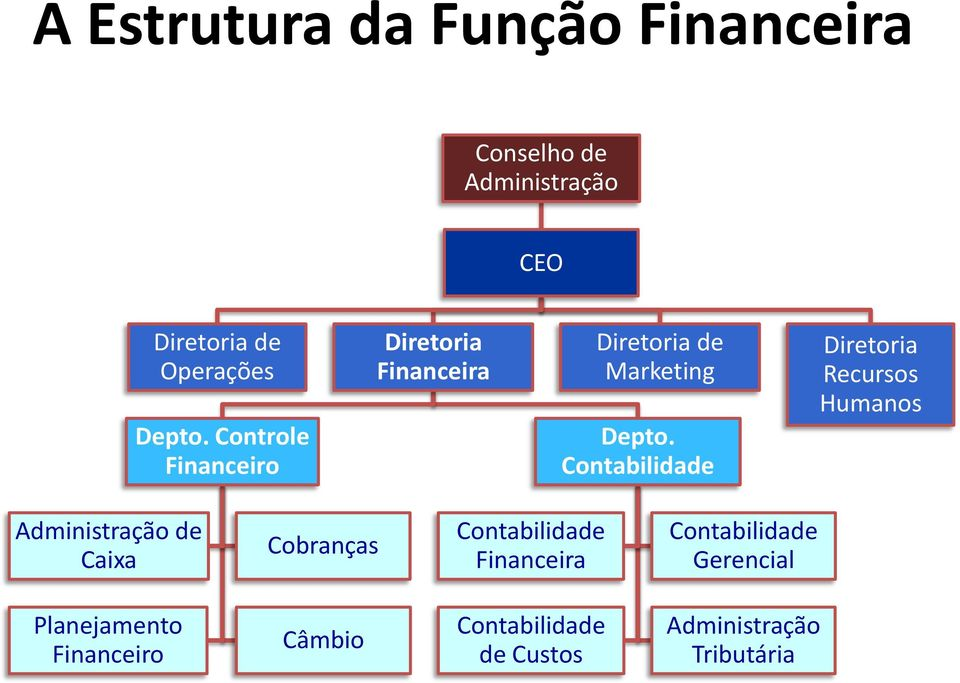 A Estrutura da Função Financeira
Conselho de
Administração
CEO
Diretoria de
Operações
Diretoria
Financeira
Diretoria de
Marketing
Diretoria
Recursos
Humanos
Depto. Controle
Financeiro
Depto.
Contabilidade
Administração de
Caixa
Cobranças
Contabilidade
Financeira
Contabilidade
Gerencial
Planejamento
Financeiro
Câmbio
Contabilidade
de Custos
Administração
Tributária